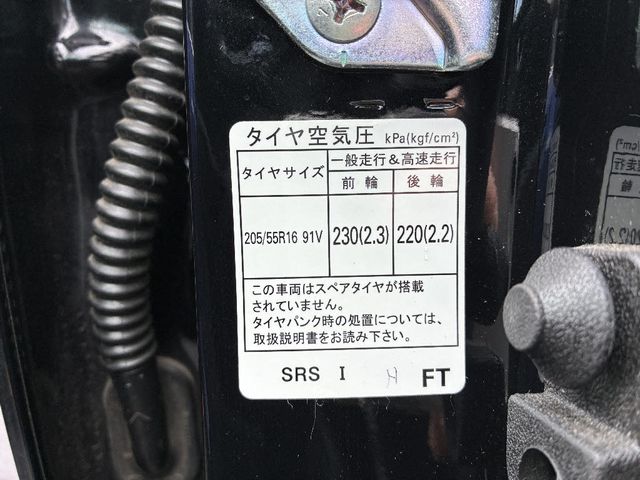 タイヤ空気圧 kPa(kgf/cm²)
タイヤサイズ 一般走行&高速走行
前輪 後輪
205/55R16 91V 230(2.3) 220(2.2)
この車両はスペアタイヤが搭載
されていません。
タイヤパンク時の処置については、
取扱説明書をお読み下さい。
SRS I H FT